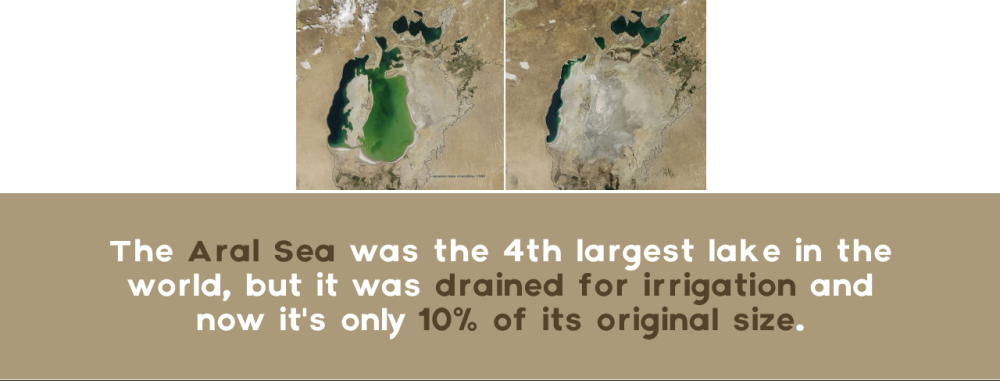 The Aral Sea was the 4th largest lake in the
world, but it was drained for irrigation and
now it's only 10% of its original size.